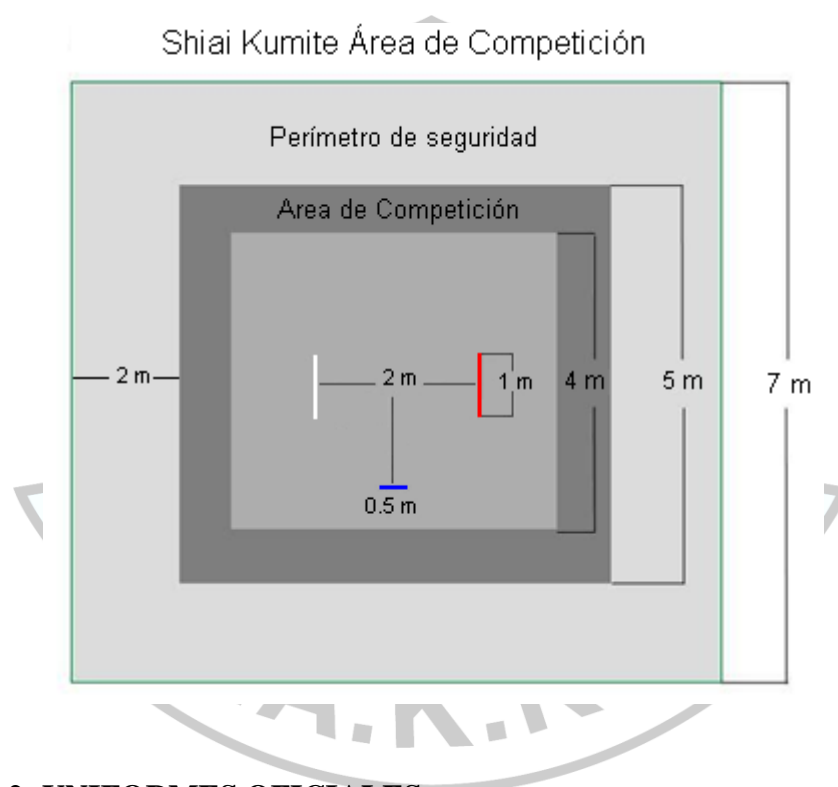 Shiai Kumite Área de Competición
Perímetro de seguridad
Area de Competición
2 m
2 m
1 m
4 m
5 m
7 m
0.5 m
A.K.